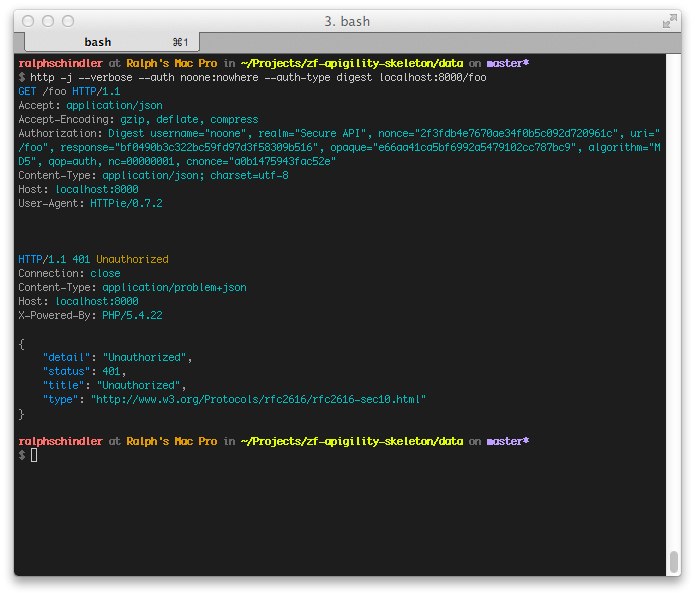 3. bash
bash ⌘1
ralphschindler at Ralph's Mac Pro in ~/Projects/zf-apigility-skeleton/data on master*
$ http -j --verbose --auth noone:nowhere --auth-type digest localhost:8000/foo
GET /foo HTTP/1.1
Accept: application/json
Accept-Encoding: gzip, deflate, compress
Authorization: Digest username="noone", realm="Secure API", nonce="2f3fdb4e7670ae34f0b5c092d720961c", uri="
/foo", response="bf0490b3c322bc59fd97d3f58309b516", opaque="e66aa41ca5bf6992a5479102cc787bc9", algorithm="M
D5", qop=auth, nc=00000001, cnonce="a0b1475943fac52e"
Content-Type: application/json; charset=utf-8
Host: localhost:8000
User-Agent: HTTPie/0.7.2
HTTP/1.1 401 Unauthorized
Connection: close
Content-Type: application/problem+json
Host: localhost:8000
X-Powered-By: PHP/5.4.22
{
    "detail": "Unauthorized",
    "status": 401,
    "title": "Unauthorized",
    "type": "http://www.w3.org/Protocols/rfc2616/rfc2616-sec10.html"
}
ralphschindler at Ralph's Mac Pro in ~/Projects/zf-apigility-skeleton/data on master*
$